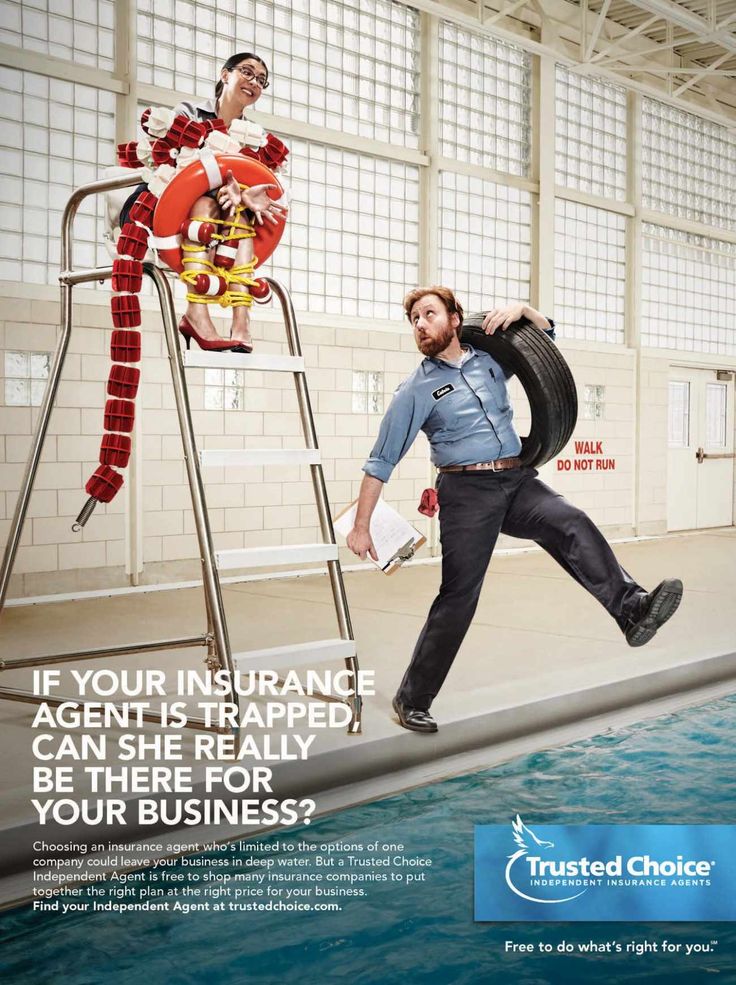 WALK
DO NOT RUN
IF YOUR INSURANCE
AGENT IS TRAPPED,
CAN SHE REALLY
BE THERE FOR
YOUR BUSINESS?
Choosing an insurance agent who's limited to the options of one
company could leave your business in deep water. But a Trusted Choice
Independent Agent is free to shop many insurance companies to put
together the right plan at the right price for your business.
Find your Independent Agent at trustedchoice.com.
Trusted Choice®
INDEPENDENT INSURANCE AGENTS
Free to do what's right for you.℠